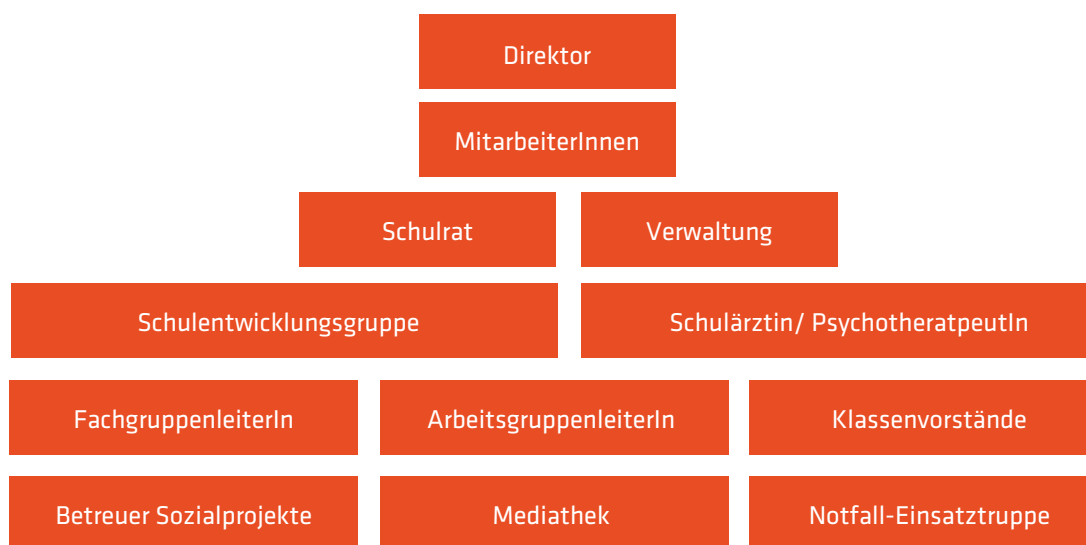 Direktor
MitarbeiterInnen
Schulrat
Verwaltung
Schulentwicklungsgruppe
Schulärztin/ PsychotheratpeutIn
FachgruppenleiterIn
ArbeitsgruppenleiterIn
Klassenvorstände
Betreuer Sozialprojekte
Mediathek
Notfall-Einsatztruppe